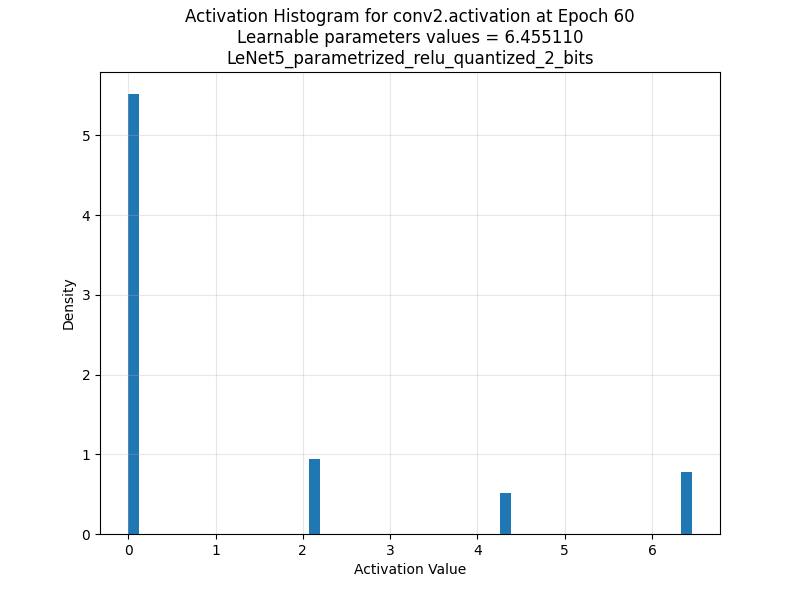 Activation Histogram for conv2.activation at Epoch 60
Learnable parameters values = 6.455110
LeNet5_parametrized_relu_quantized_2_bits
5
4
3
2
1
0
Density
0 1 2 3 4 5 6
Activation Value